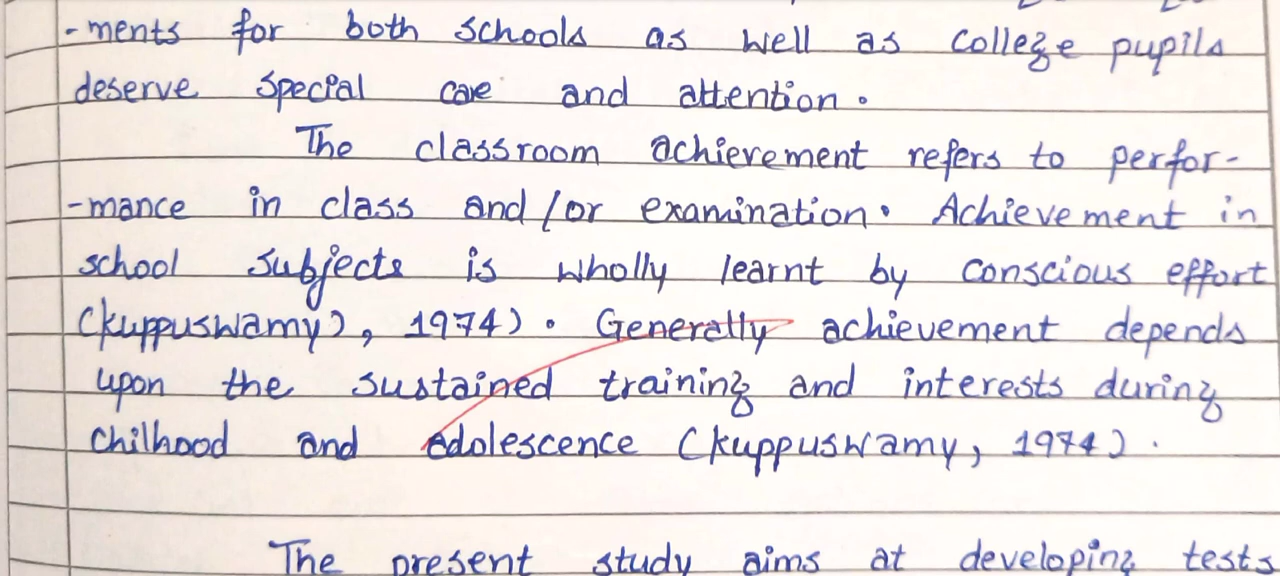 -ments for both schools as well as college pupils
deserve special care and attention.
The classroom achievement refers to perfor-
-mance in class and/or examination. Achievement in
school subjects is wholly learnt by conscious effort
(kuppuswamy), 1974). Generally achievement depends
upon the sustained training and interests during
chilhood and adolescence (kuppuswamy, 1974).
The present study aims at developing tests